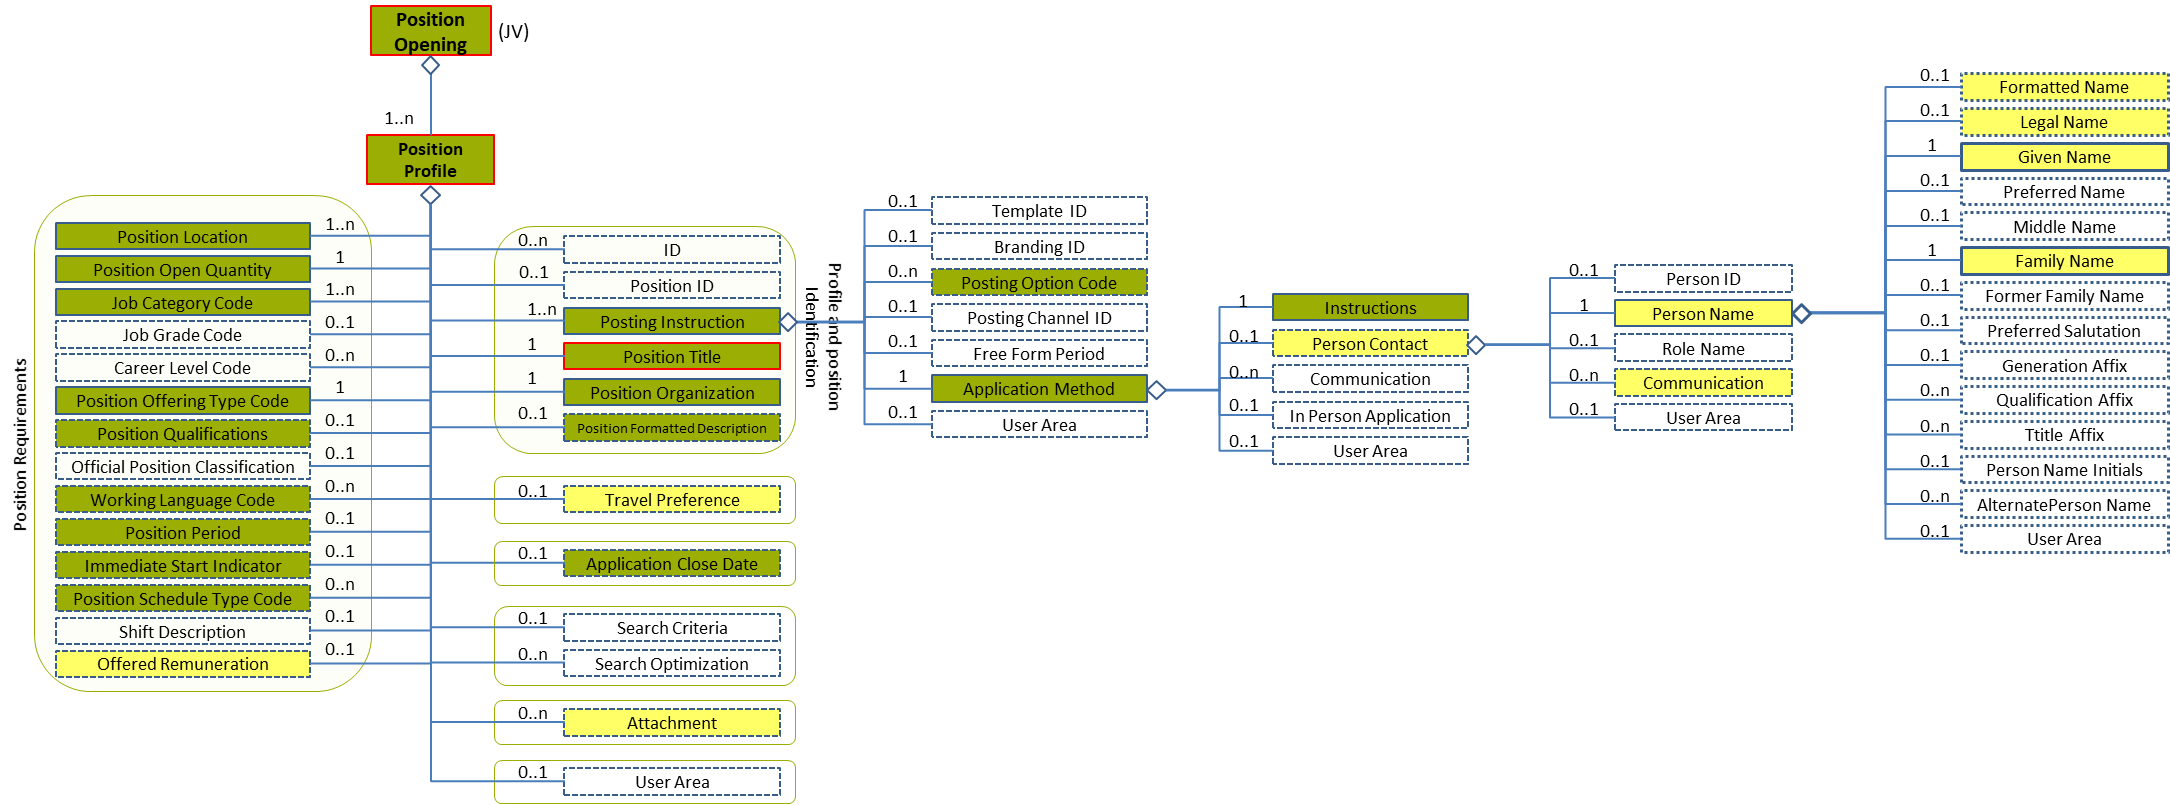 Position
Opening
(JV)
1..n
Position
Profile
Position Requirements
Position Location
1..n
Position Open Quantity
1
Job Category Code
1..n
Job Grade Code
0..1
Career Level Code
0..n
Position Offering Type Code
1
Position Qualifications
0..1
Official Position Classification
0..1
Working Language Code
0..n
Position Period
0..1
Immediate Start Indicator
0..1
Position Schedule Type Code
0..n
Shift Description
0..1
Offered Remuneration
0..1
Profile and position
Identification
0..n
ID
0..1
Position ID
1..n
Posting Instruction
1
Position Title
1
Position Organization
0..1
Position Formatted Description
0..1
Travel Preference
0..1
Application Close Date
0..1
Search Criteria
0..n
Search Optimization
0..n
Attachment
0..1
User Area
0..1
Template ID
0..1
Branding ID
0..n
Posting Option Code
0..1
Posting Channel ID
0..1
Free Form Period
1
Application Method
0..1
User Area
1
Instructions
0..1
Person Contact
0..n
Communication
0..1
In Person Application
0..1
User Area
0..1
Person ID
1
Person Name
0..1
Role Name
0..n
Communication
0..1
User Area
0..1
Formatted Name
0..1
Legal Name
1
Given Name
0..1
Preferred Name
0..1
Middle Name
1
Family Name
0..1
Former Family Name
0..1
Preferred Salutation
0..1
Generation Affix
0..n
Qualification Affix
0..n
Ttitle Affix
0..1
Person Name Initials
0..n
AlternatePerson Name
0..1
User Area